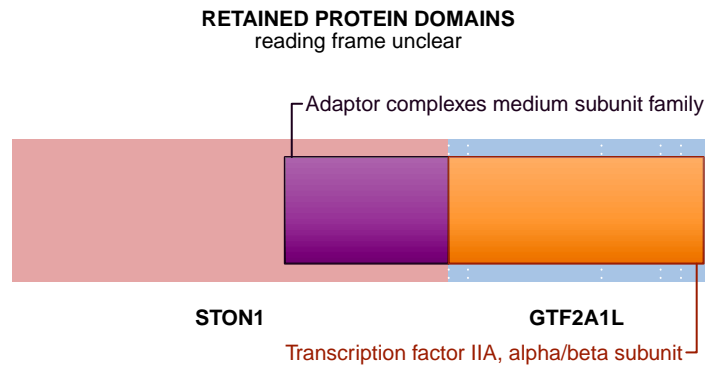 RETAINED PROTEIN DOMAINS
reading frame unclear
Adaptor complexes medium subunit family
STON1
GTF2A1L
Transcription factor IIA, alpha/beta subunit